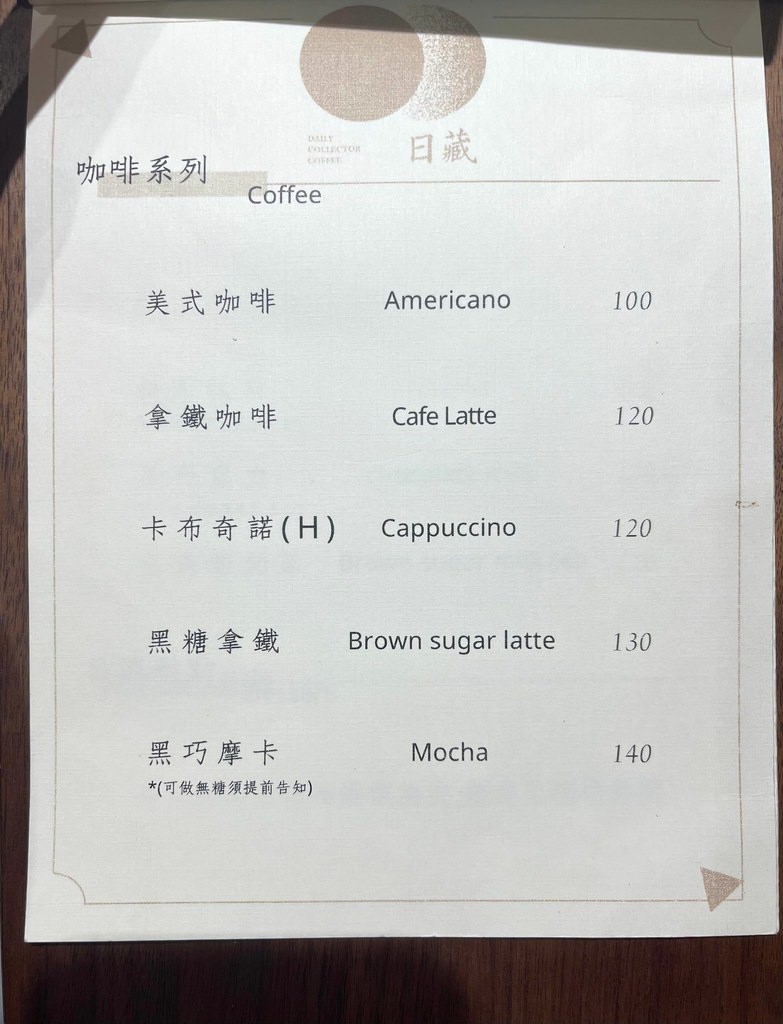 DAILY
COLLECTOR
COFFEE
日藏
咖啡系列
Coffee
美式咖啡 Americano 100
拿鐵咖啡 Cafe Latte 120
卡布奇諾(H) Cappuccino 120
黑糖拿鐵 Brown sugar latte 130
黑巧摩卡 Mocha 140
*(可做無糖須提前告知)